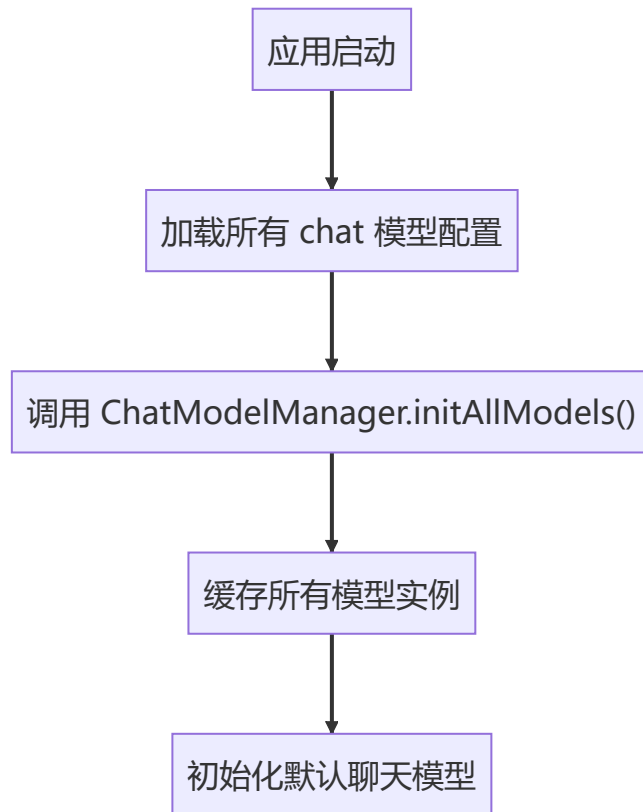 应用启动
加载所有 chat 模型配置
调用 ChatModelManager.initAllModels()
缓存所有模型实例
初始化默认聊天模型